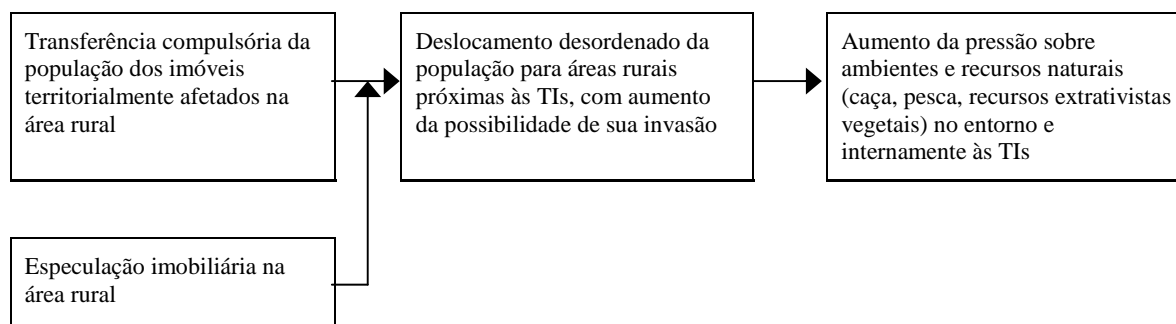 Transferência compulsória da
população dos imóveis
territorialmente afetados na
área rural
Deslocamento desordenado da
população para áreas rurais
próximas às TIs, com aumento
da possibilidade de sua invasão
Aumento da pressão sobre
ambientes e recursos naturais
(caça, pesca, recursos extrativistas
vegetais) no entorno e
internamente às TIs
Especulação imobiliária na
área rural